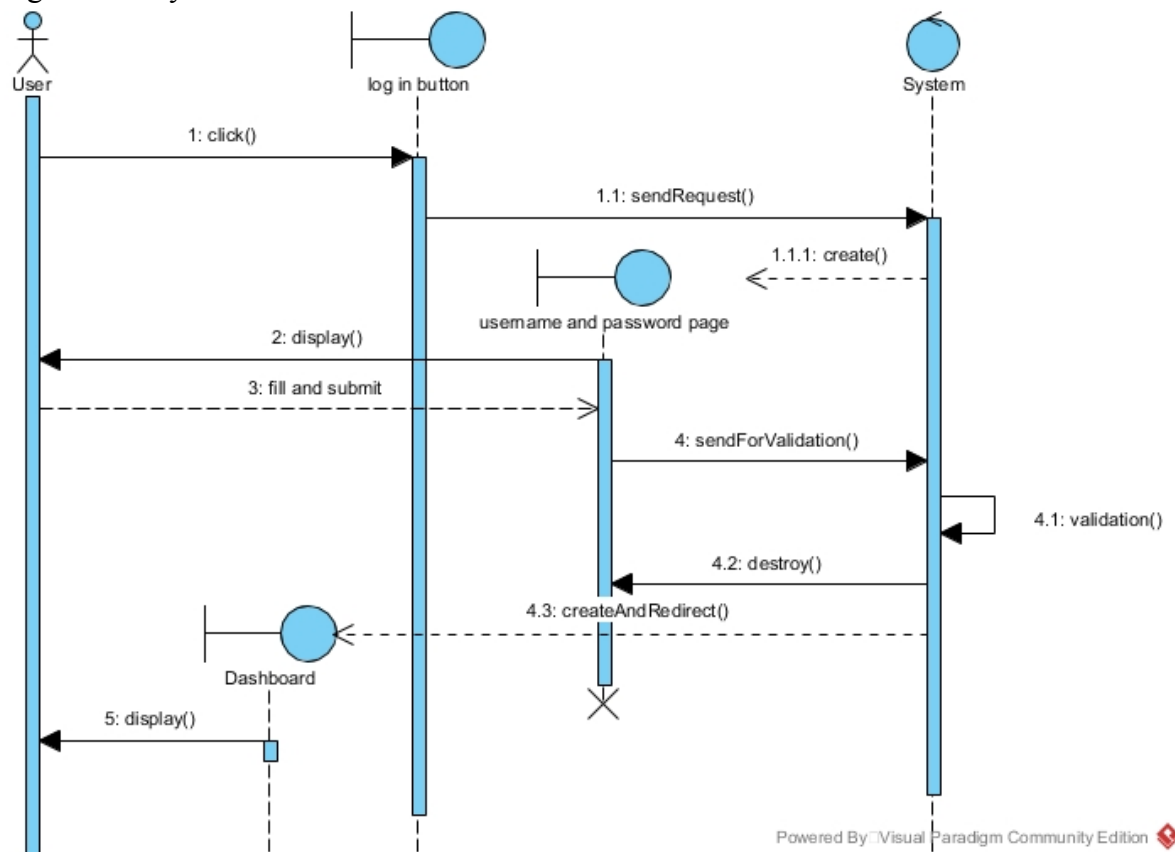 User
log in button
System
1: click()
1.1: sendRequest()
1.1.1: create()
username and password page
2: display()
3: fill and submit
4: sendForValidation()
4.1: validation()
4.2: destroy()
4.3: createAndRedirect()
Dashboard
5: display()
Powered By Visual Paradigm Community Edition